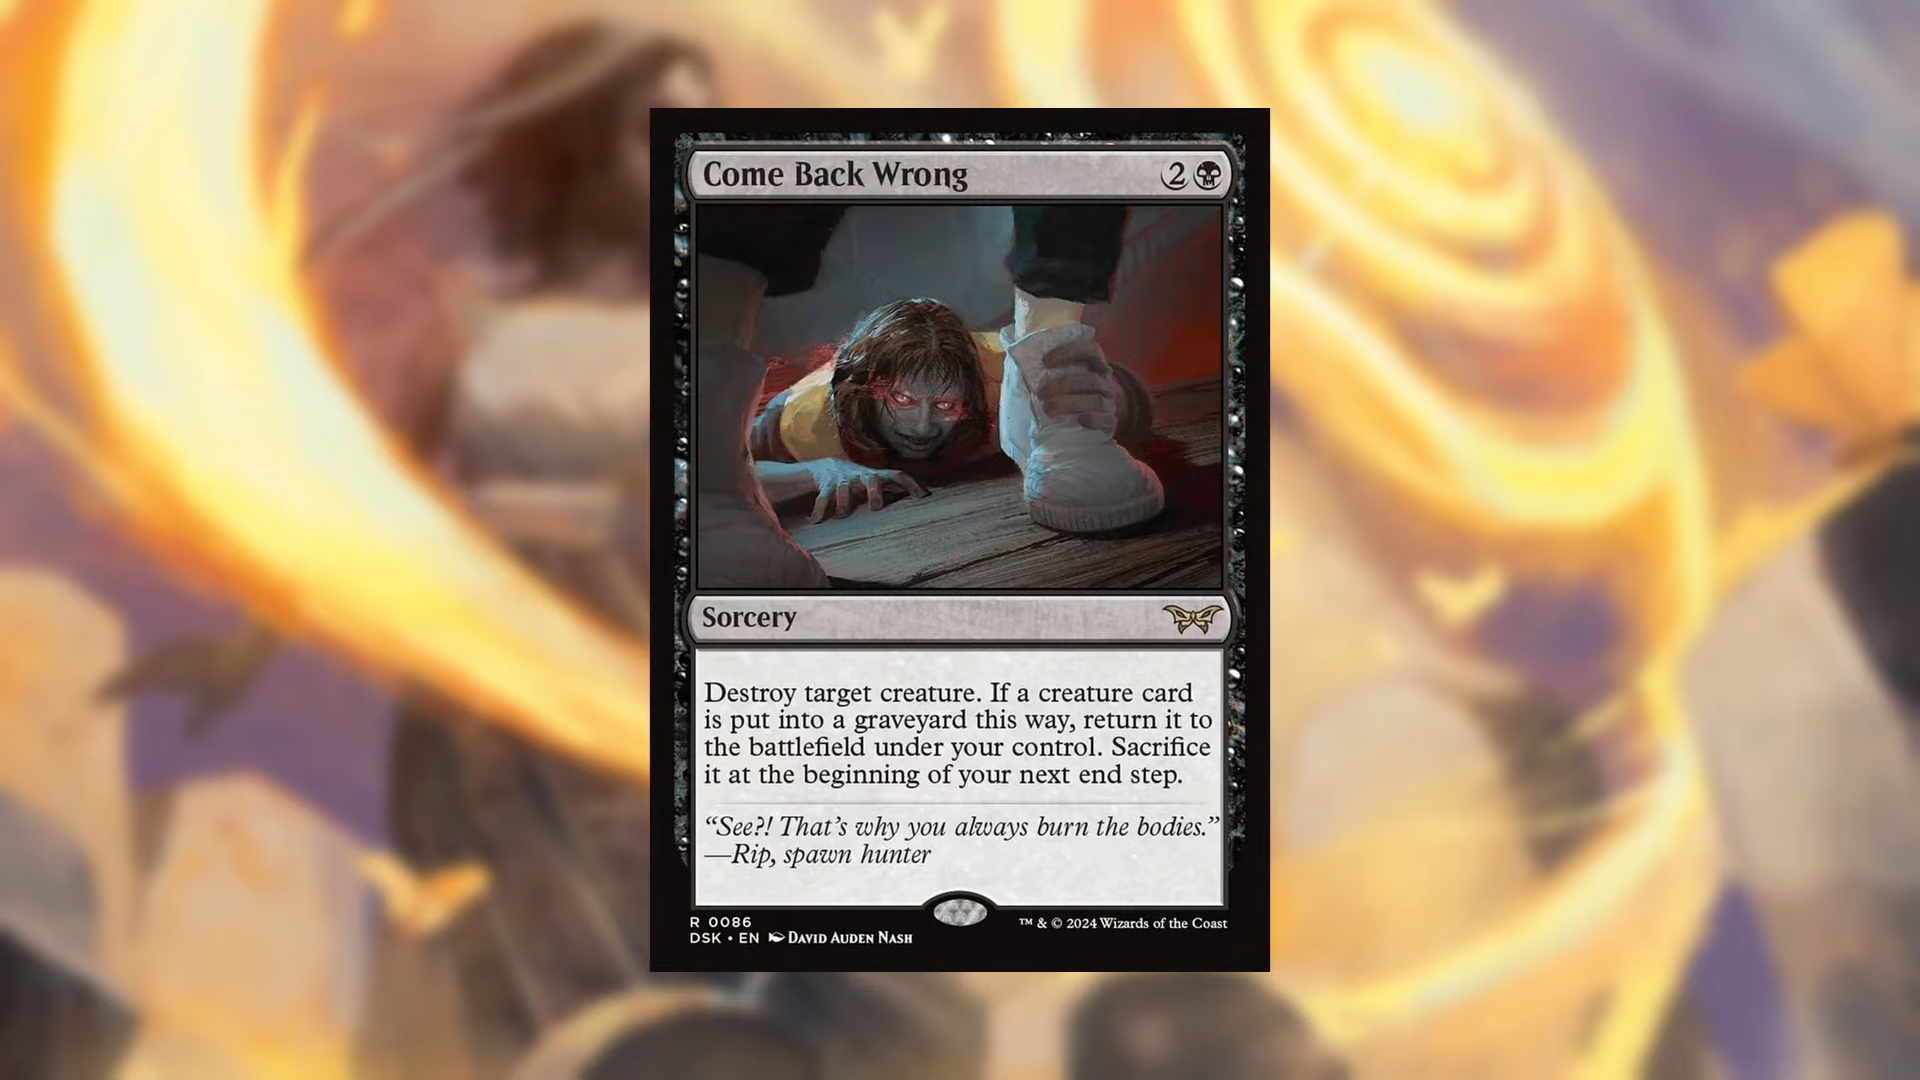 Come Back Wrong 2
Sorcery
Destroy target creature. If a creature card
is put into a graveyard this way, return it to
the battlefield under your control. Sacrifice
it at the beginning of your next end step.
“See?! That’s why you always burn the bodies.”
—Rip, spawn hunter
R 0086 ™ & © 2024 Wizards of the Coast
DSK • EN David Auden Nash